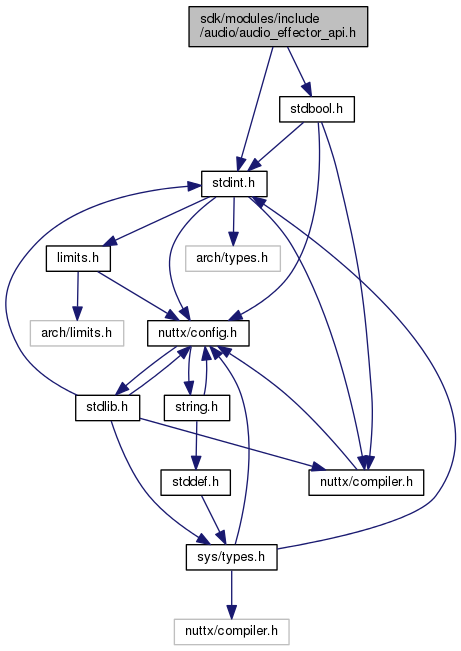 sdk/modules/include
/audio/audio_effector_api.h
stdbool.h
stdint.h
limits.h
arch/types.h
arch/limits.h
nuttx/config.h
stdlib.h
string.h
stddef.h
nuttx/compiler.h
sys/types.h
nuttx/compiler.h